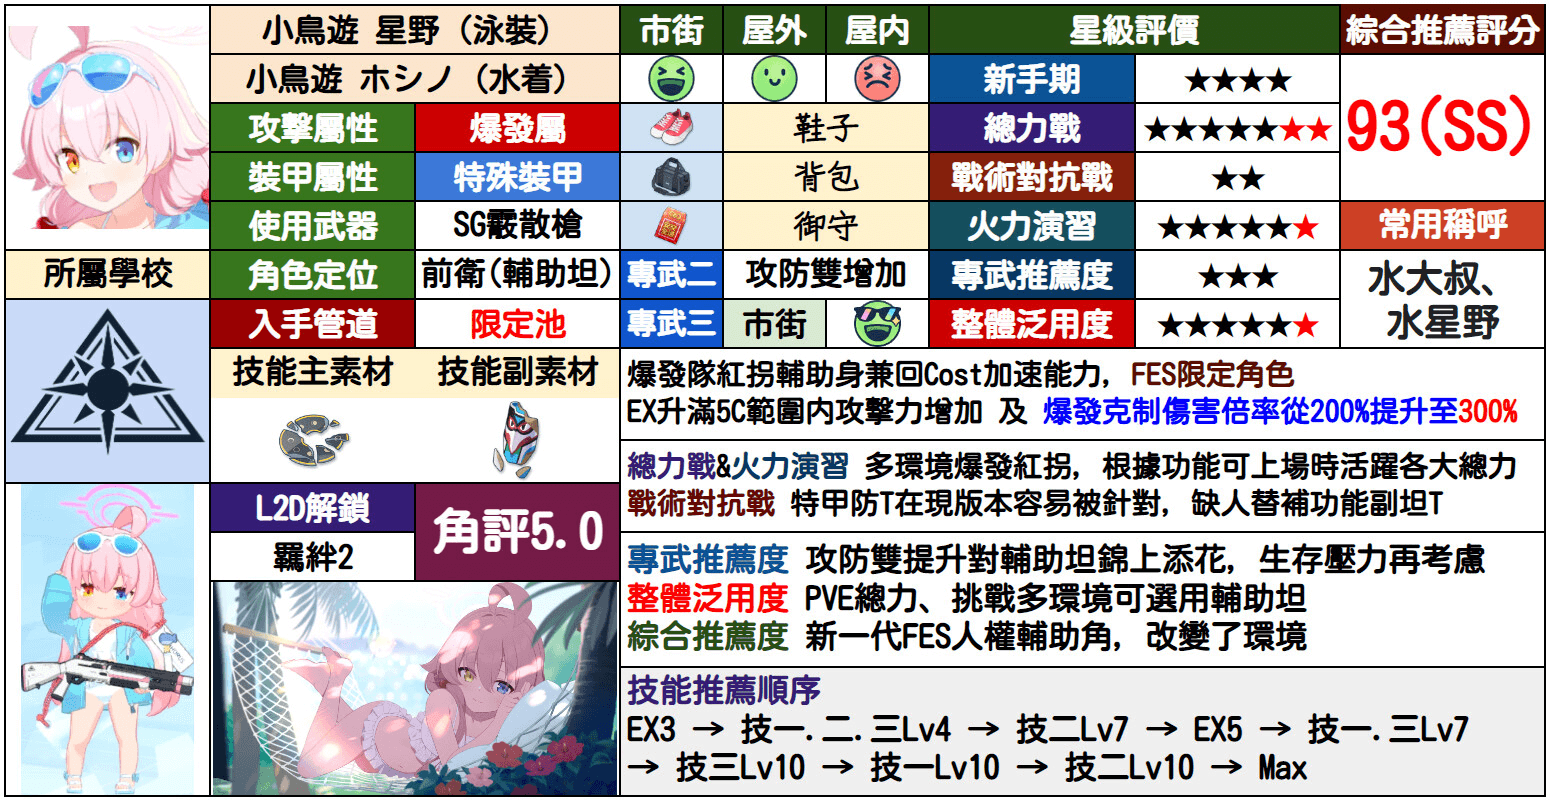 小鳥遊 星野 (泳裝)
小鳥遊 ホシノ (水着)
市街
屋外
屋内
星級評價
綜合推薦評分
新手期
★★★★
93(SS)
攻擊屬性
爆發屬
鞋子
總力戰
★★★★★★★
裝甲屬性
特殊裝甲
背包
戰術對抗戰
★★
使用武器
SG霰散槍
御守
火力演習
★★★★★★
常用稱呼
所屬學校
角色定位
前衛(輔助坦)
專武二
攻防雙增加
專武推薦度
★★★
水大叔、
水星野
入手管道
限定池
專武三
市街
整體泛用度
★★★★★★
技能主素材
技能副素材
爆發隊紅拐輔助身兼回Cost加速能力, FES限定角色
EX升滿5C範圍内攻擊力增加 及 爆發克制傷害倍率從200%提升至300%
總力戰&火力演習 多環境爆發紅拐, 根據功能可上場時活躍各大總力
戰術對抗戰 特甲防T在現版本容易被針對, 缺人替補功能副坦T
L2D解鎖
羈絆2
角評5.0
專武推薦度 攻防雙提升對輔助坦錦上添花, 生存壓力再考慮
整體泛用度 PVE總力、挑戰多環境可選用輔助坦
綜合推薦度 新一代FES人權輔助角, 改變了環境
技能推薦順序
EX3 → 技一.二.三Lv4 → 技二Lv7 → EX5 → 技一.三Lv7
→ 技三Lv10 → 技一Lv10 → 技二Lv10 → Max